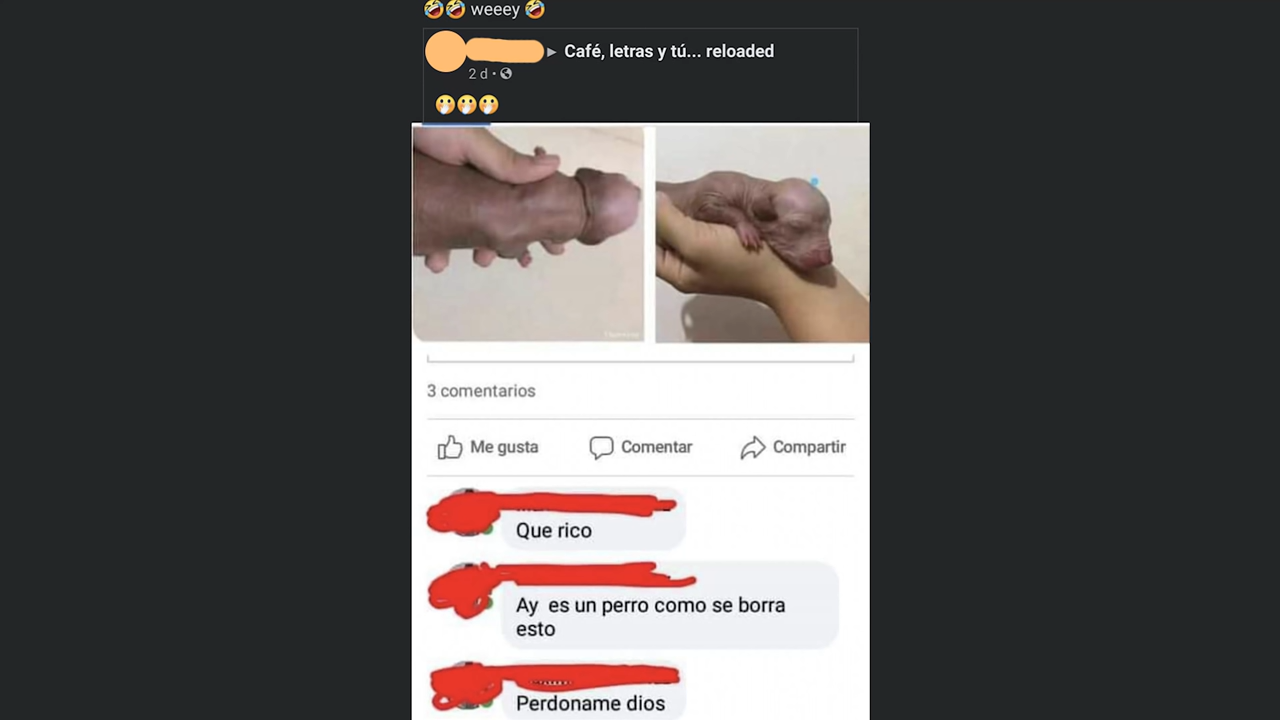 weeey
Café, letras y tú... reloaded
2 d
3 comentarios
Me gusta
Comentar
Compartir
Que rico
Ay es un perro como se borra
esto
Perdoname dios